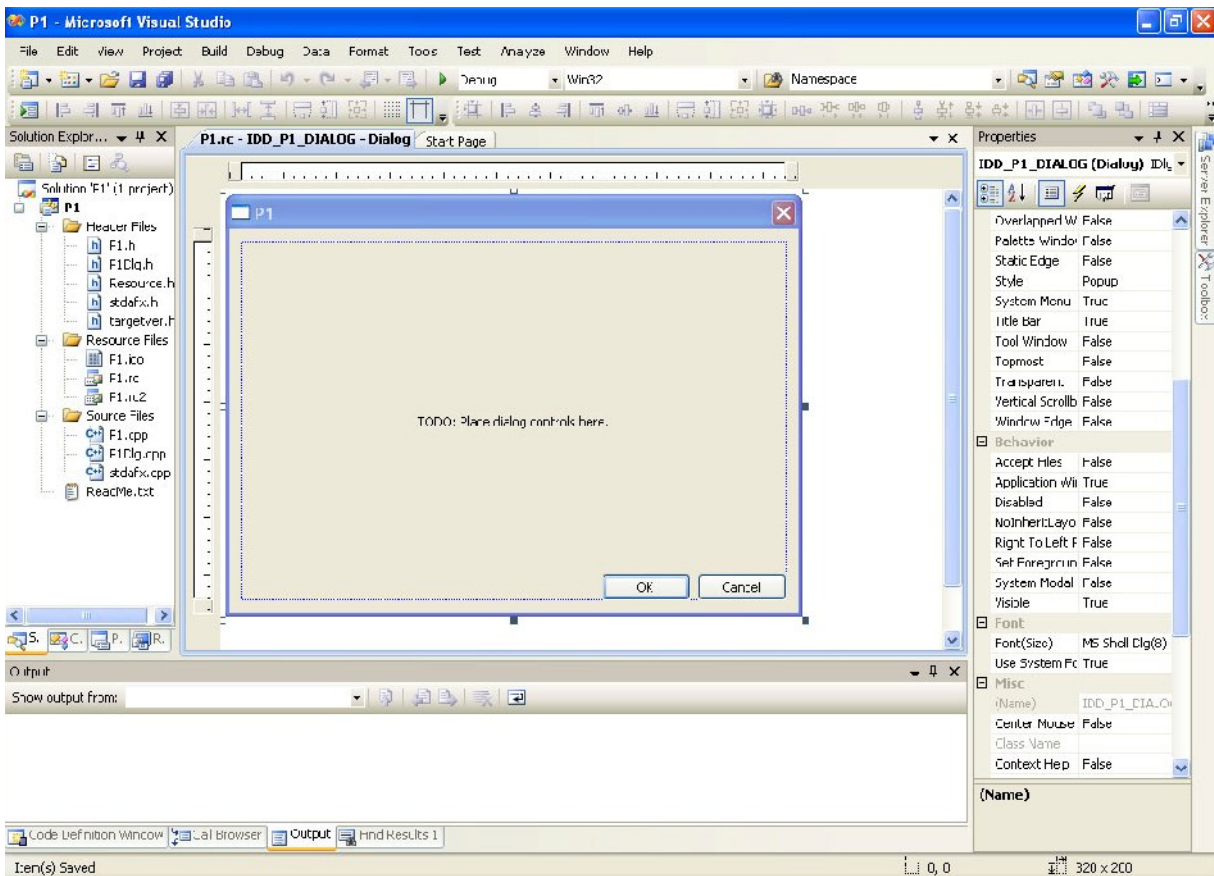 P1 - Microsoft Visual Studio
File Edit View Project Build Debug Data Format Tools Test Analyze Window Help
Debug Win32 Namespace
Solution Explor...
P1.rc - IDD_P1_DIALOG - Dialog Start Page
Properties
Solution 'P1' (1 project)
P1
Header Files
P1.h
P1Dlg.h
Resource.h
stdafx.h
targetver.h
Resource Files
P1.ico
P1.rc
P1.rc2
Source Files
P1.cpp
P1Dlg.cpp
stdafx.cpp
ReadMe.txt
S. C. P. R.
P1
TODO: Place dialog controls here.
OK Cancel
IDD_P1_DIALOG (Dialog) IDlg
Overlapped W False
Palette Window False
Static Edge False
Style Popup
System Menu True
Title Bar True
Tool Window False
Topmost False
Transparent False
Vertical Scrollb False
Window Edge False
Behavior
Accept Files False
Application Wi True
Disabled False
NoInheritLayo False
Right To Left R False
Set Foregroun False
System Modal False
Visible True
Font
Font(Size) MS Shell Dlg(8)
Use System Fo True
Misc
(Name) IDD_P1_DIALO
Center Mouse False
Class Name
Context Help False
(Name)
Server Explorer
Toolbox
Output
Show output from:
Code Definition Window Call Browser Output Find Results 1
Item(s) Saved 0, 0 320 x 200